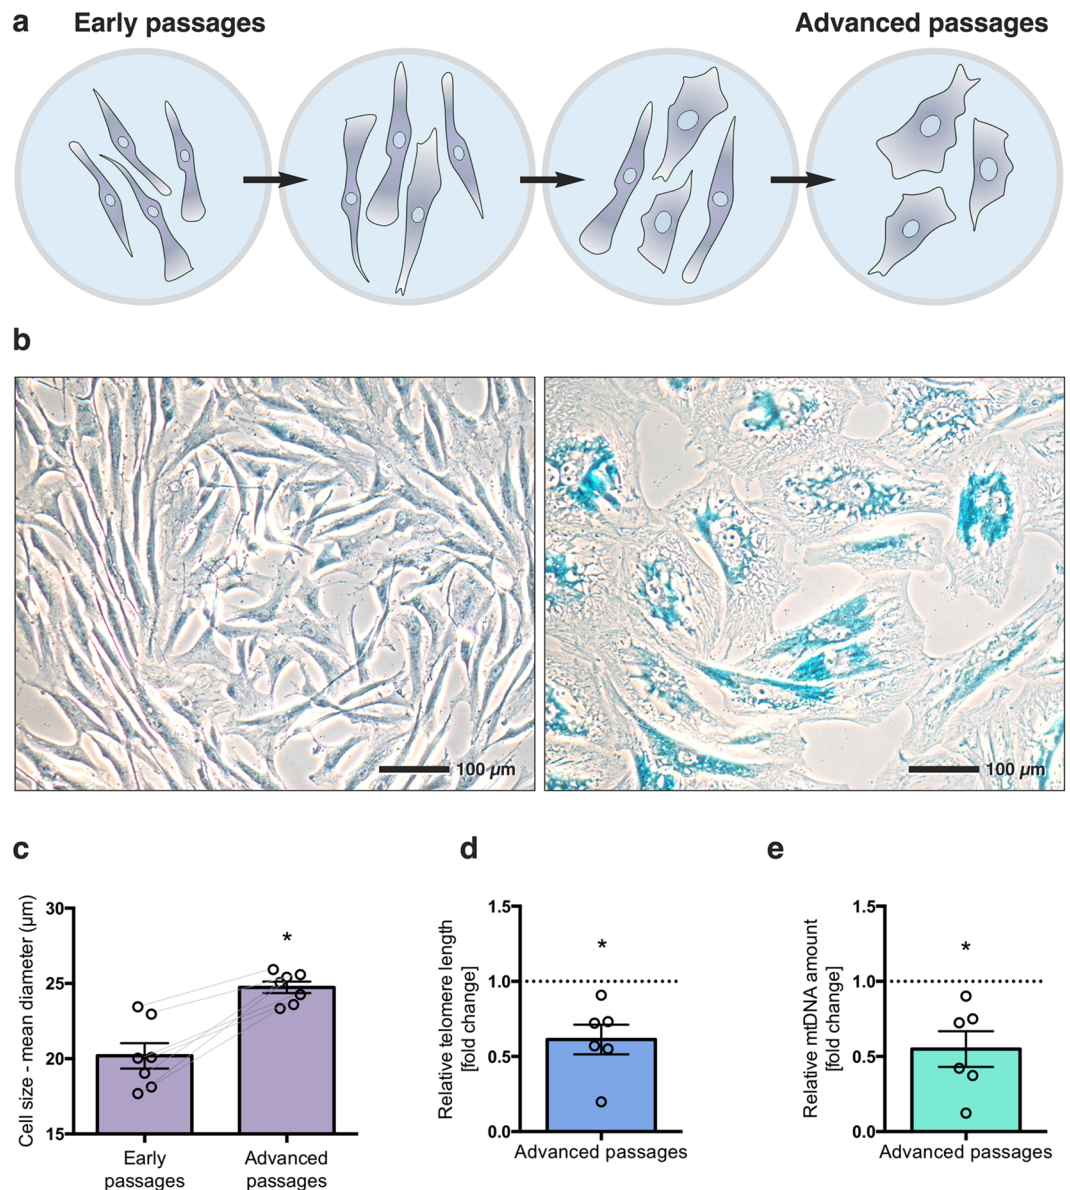 a
Early passages
Advanced passages
b
100 µm
100 µm
c
Cell size - mean diameter (µm)
30
25
20
15
*
Early
passages
Advanced
passages
d
Relative telomere length
[fold change]
1.5
1.0
0.5
0.0
*
Advanced passages
e
Relative mtDNA amount
[fold change]
1.5
1.0
0.5
0.0
*
Advanced passages